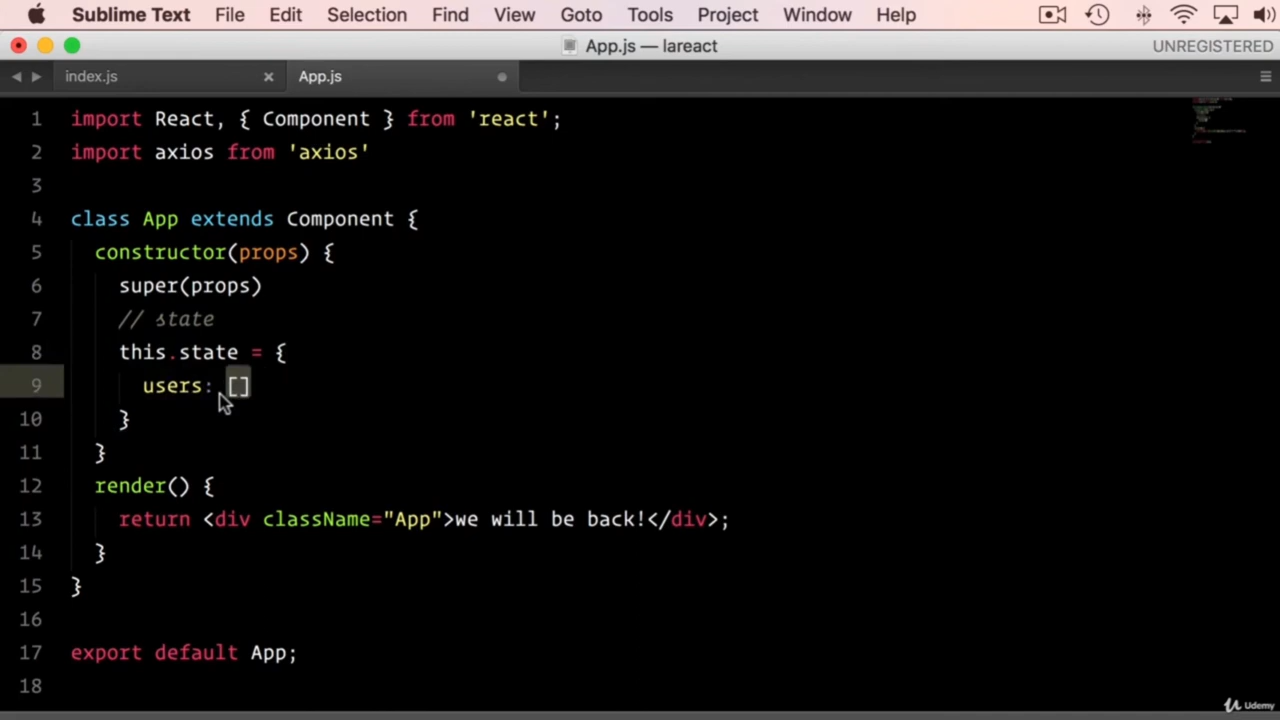 Sublime Text File Edit Selection Find View Goto Tools Project Window Help
App.js — lareact UNREGISTERED
index.js App.js
1 import React, { Component } from 'react';
2 import axios from 'axios'
3
4 class App extends Component {
5 constructor(props) {
6 super(props)
7 // state
8 this.state = {
9 users: []
10 }
11 }
12 render() {
13 return <div className="App">we will be back!</div>;
14 }
15 }
16
17 export default App;
18
Udemy